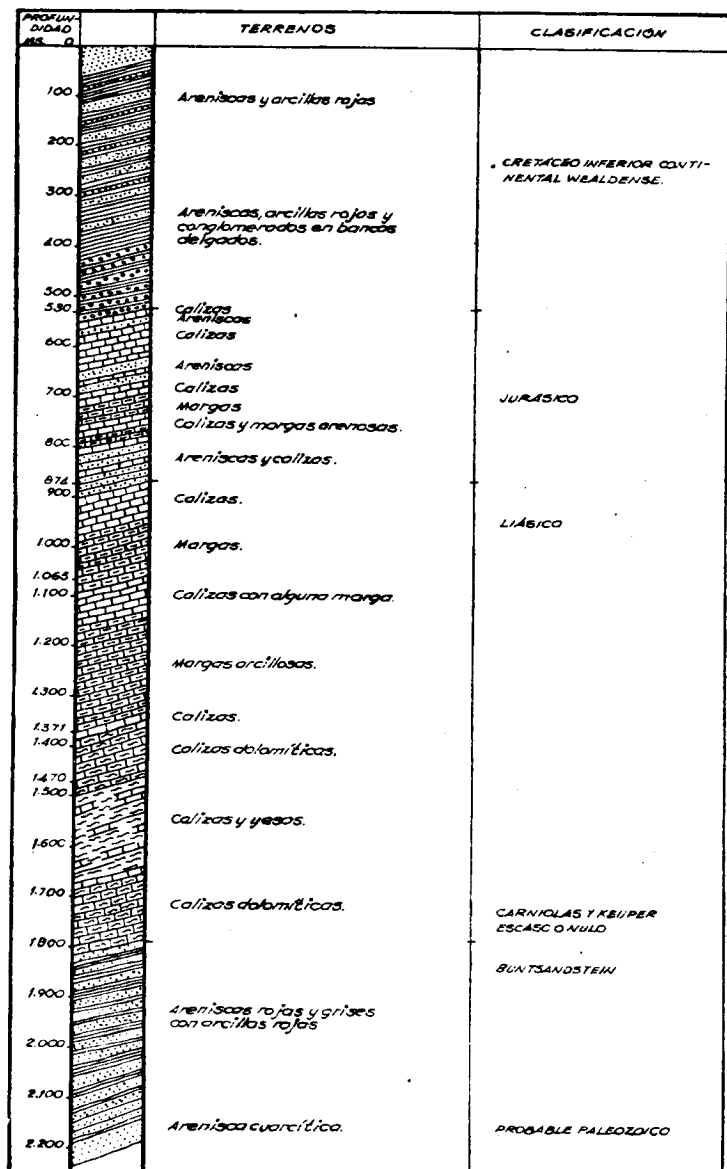 PROFUN-
DIDAD
MS. 0
TERRENOS
CLASIFICACIÓN
100
Areniscas y arcillas rojas
200
CRETÁCEO INFERIOR CONTI-
NENTAL WEALDENSE.
300
Areniscas, arcillas rojas y
conglomerados en bancos
delgados.
400
500
530
Calizas
Areniscas
Calizas
600
Areniscas
700
Calizas
JURÁSICO
Margas
Calizas y margas arenosas.
800
Areniscas y calizas.
874
900
Calizas.
LIÁSICO
1.000
Margas.
1.065
1.100
Calizas con alguna marga.
1.200
Margas arcillosas.
1.300
Calizas.
1.371
1.400
Calizas dolomíticas.
1.470
1.500
Calizas y yesos.
1.600
1.700
Calizas dolomíticas.
CARNIOLAS Y KEUPER
ESCASO O NULO
1.800
BUNTSANDSTEIN
1.900
Areniscas rojas y grises
con arcillas rojas
2.000
2.100
Arenisca cuarcítica.
PROBABLE PALEOZOICO
2.200